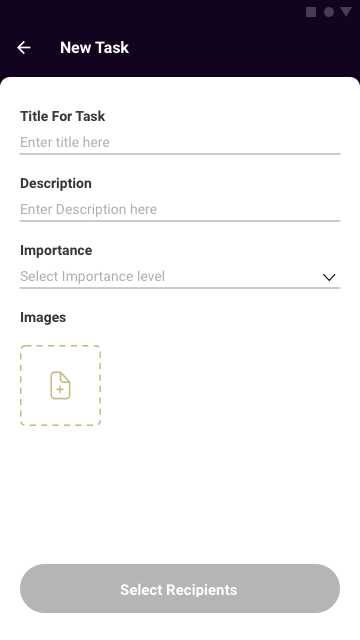 New Task
Title For Task
Enter title here
Description
Enter Description here
Importance
Select Importance level
Images
Select Recipients